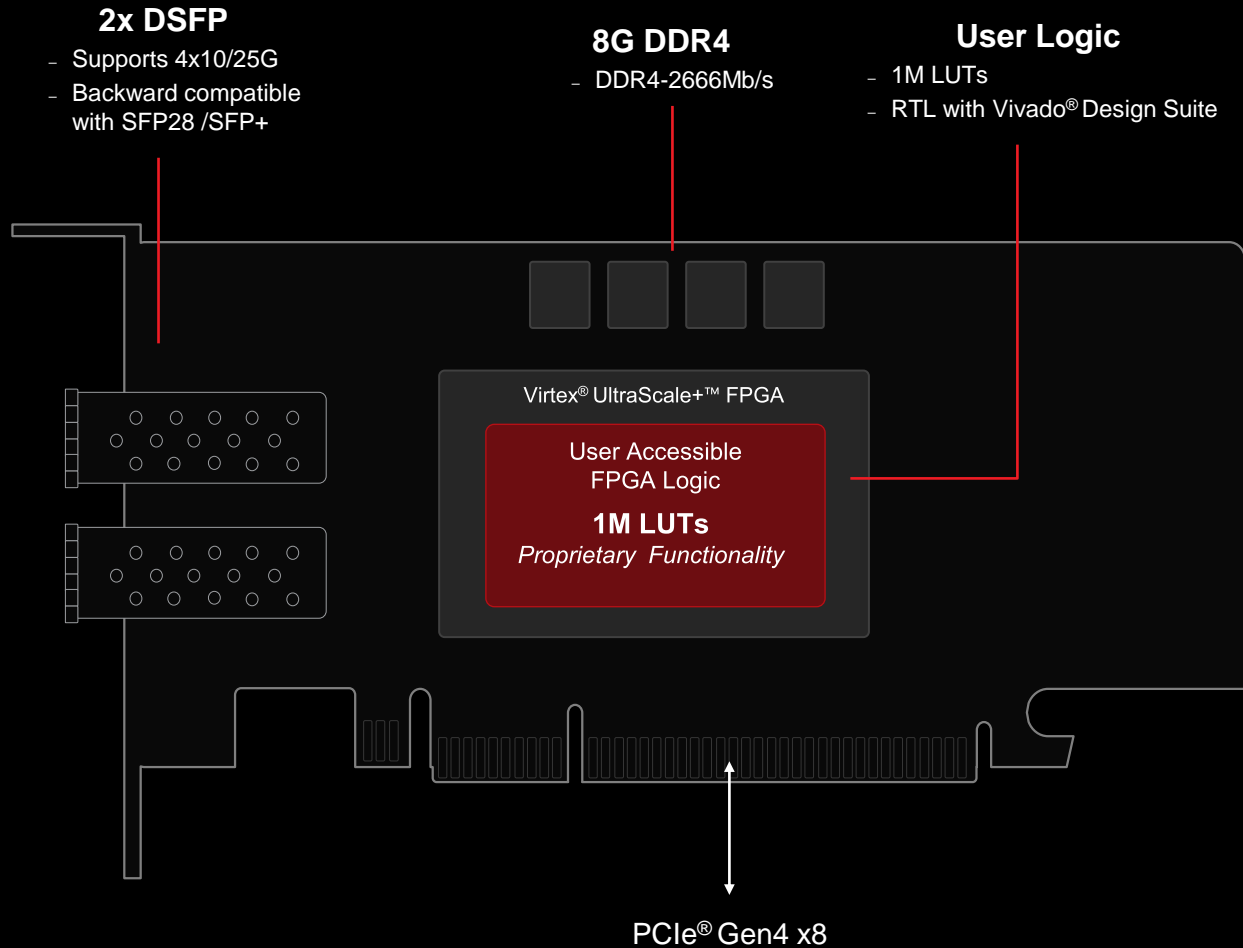 2x DSFP
– Supports 4x10/25G
– Backward compatible
with SFP28 /SFP+
8G DDR4
– DDR4-2666Mb/s
User Logic
– 1M LUTs
– RTL with Vivado® Design Suite
Virtex® UltraScale+™ FPGA
User Accessible
FPGA Logic
1M LUTs
Proprietary Functionality
PCIe® Gen4 x8